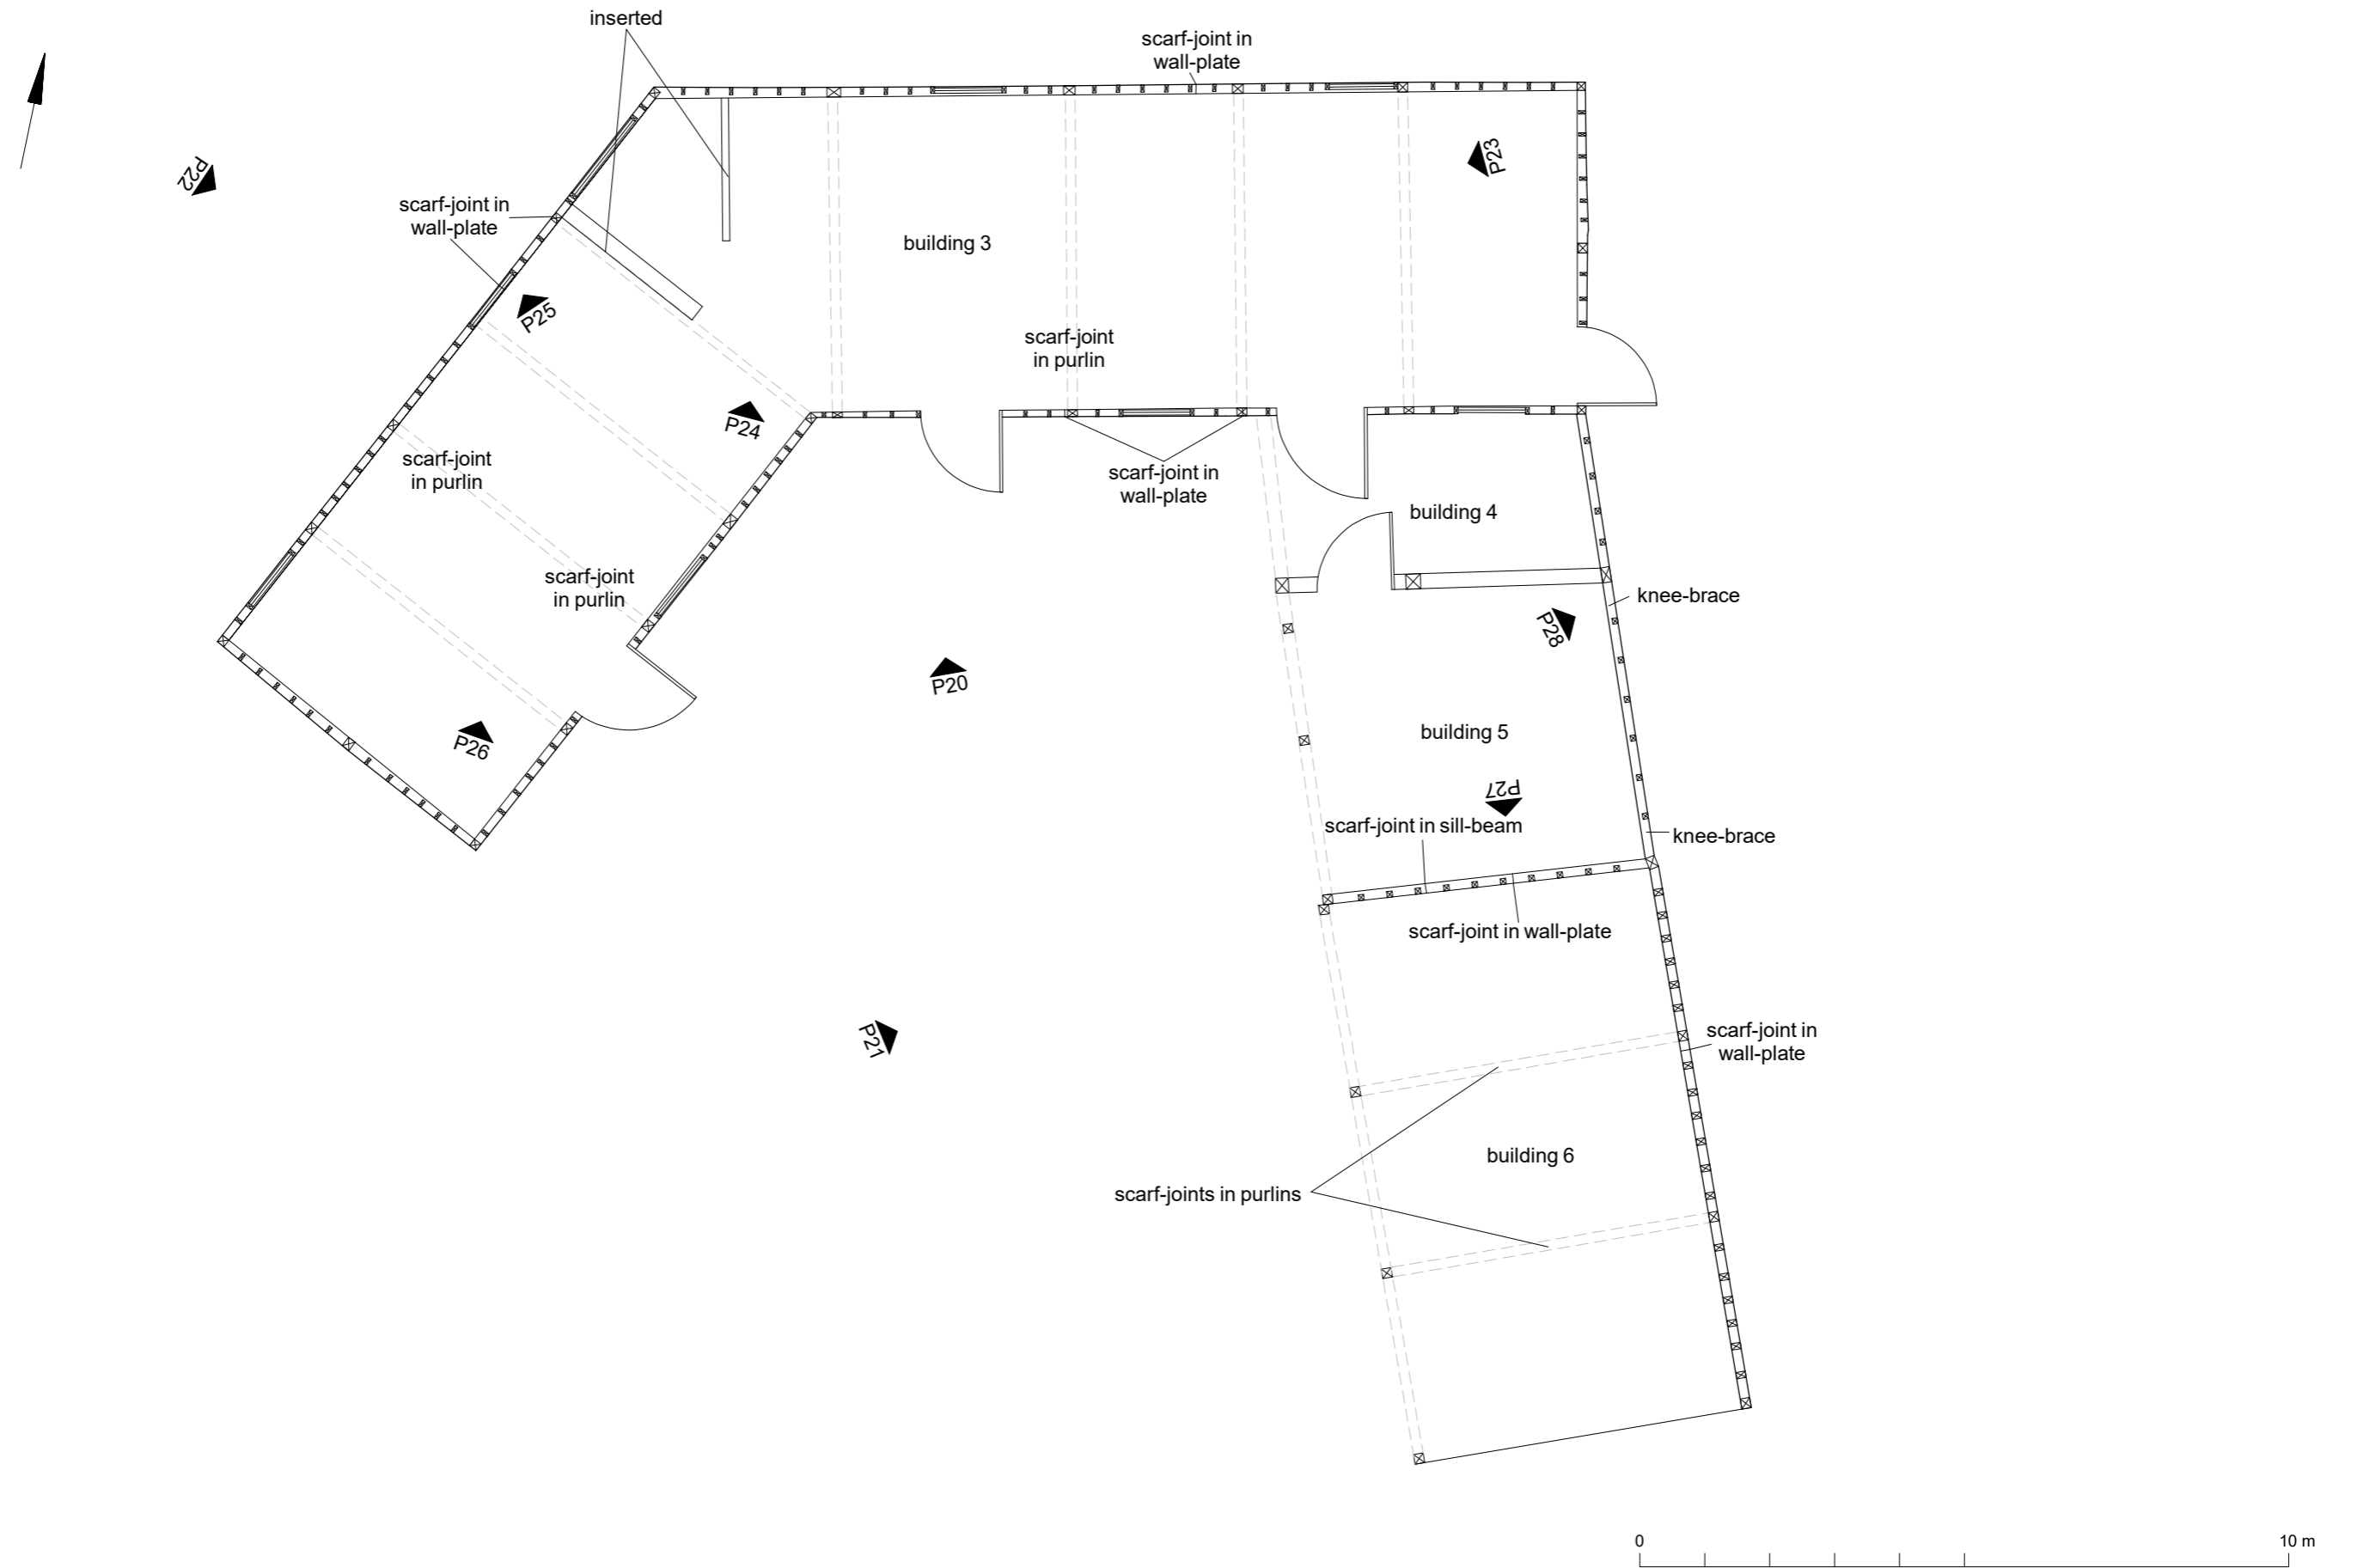 inserted
scarf-joint in
wall-plate
P22
P23
scarf-joint in
wall-plate
building 3
P25
scarf-joint
in purlin
P24
scarf-joint
in purlin
scarf-joint in
wall-plate
building 4
scarf-joint
in purlin
knee-brace
P28
P20
building 5
P26
P27
scarf-joint in sill-beam
knee-brace
scarf-joint in wall-plate
P21
scarf-joint in
wall-plate
building 6
scarf-joints in purlins
0
10 m